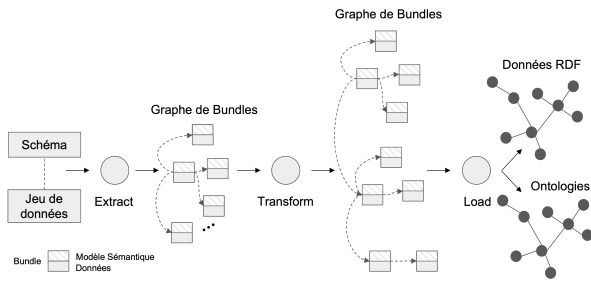 Graphe de Bundles
Données RDF
Graphe de Bundles
Schéma
Jeu de
données
Extract
Transform
Load
Ontologies
Bundle
Modèle Sémantique
Données